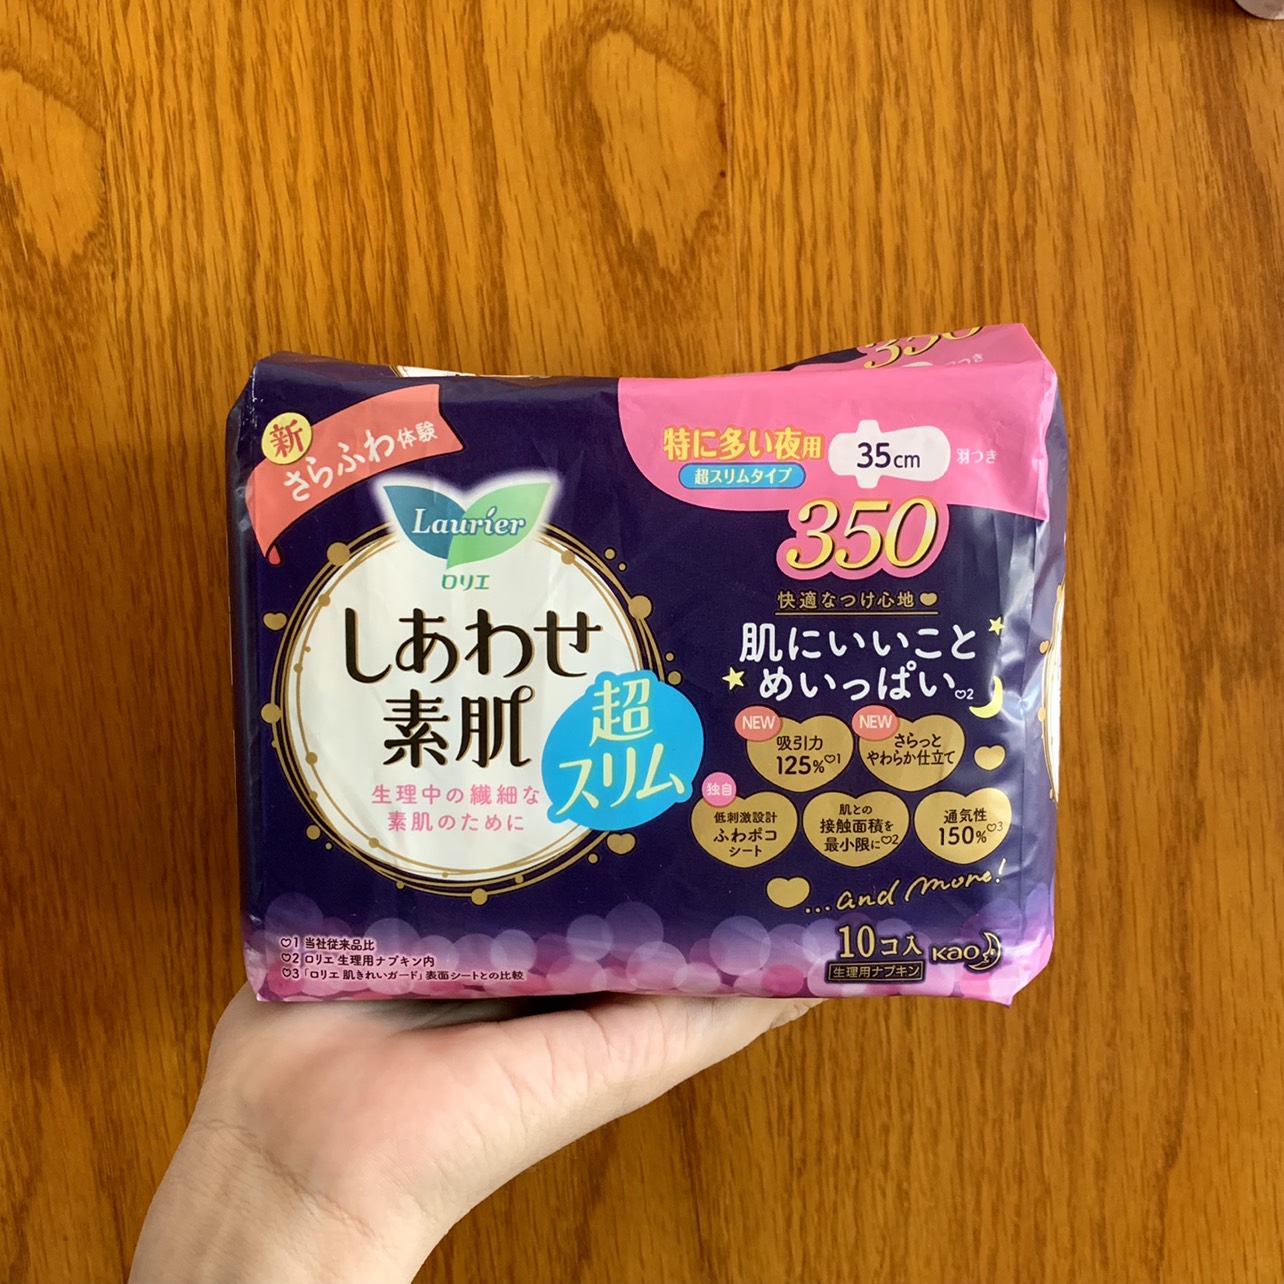 350
新
さらふわ体験
Laurier
ロリエ
しあわせ
素肌
超
スリム
生理中の繊細な
素肌のために
特に多い夜用
超スリムタイプ
35cm
羽つき
350
快適なつけ心地♥
肌にいいこと
めいっぱい♡2
NEW
吸引力
125%♡1
NEW
さらっと
やわらか仕立て
独自
低刺激設計
ふわポコ
シート
肌との
接触面積を
最小限に♡2
通気性
150%♡3
...and more!
♡1 当社従来品比
♡2 ロリエ 生理用ナプキン内
♡3「ロリエ 肌きれいガード」表面シートとの比較
10コ入
生理用ナプキン
Kao